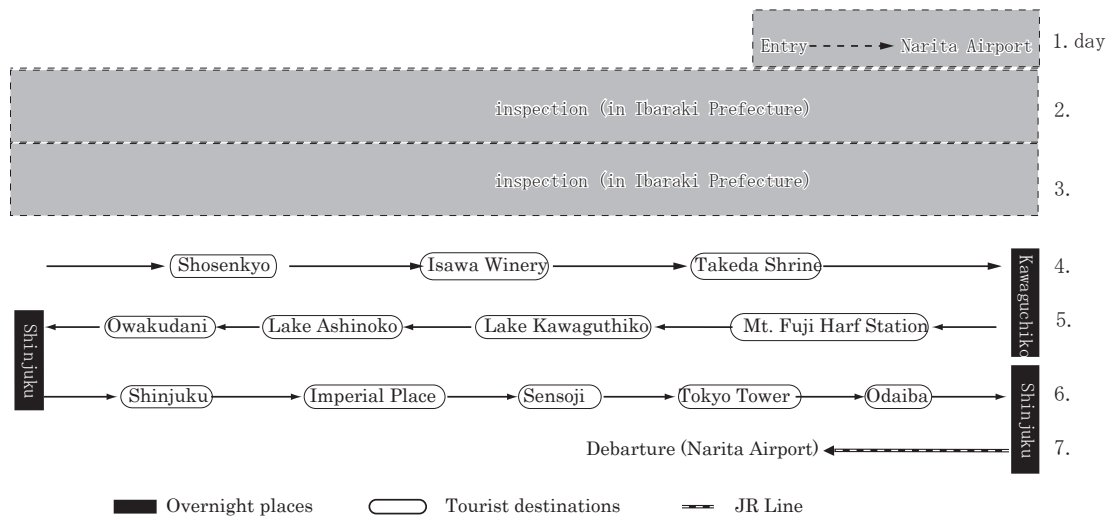 Entry Narita Airport 1. day
inspection (in Ibaraki Prefecture) 2.
inspection (in Ibaraki Prefecture) 3.
Shosenkyo Isawa Winery Takeda Shrine 4.
Kawaguchiko
Owakudani Lake Ashinoko Lake Kawaguthiko Mt. Fuji Harf Station 5.
Shinjuku
Shinjuku Imperial Place Sensoji Tokyo Tower Odaiba 6.
Shinjuku
Debarture (Narita Airport) 7.
Overnight places Tourist destinations JR Line